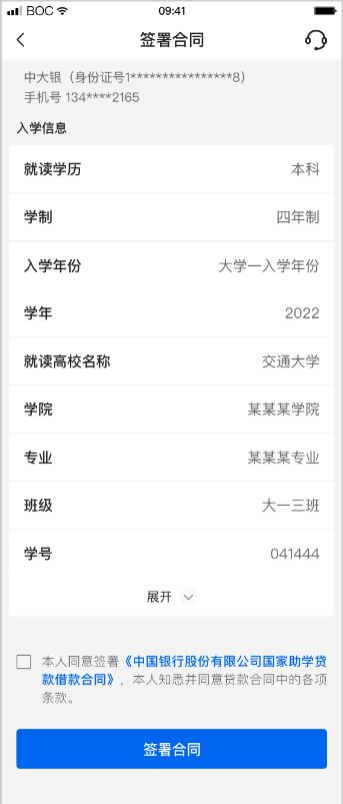 BOC 09:41
签署合同
中大银（身份证号1****************8）
手机号 134****2165
入学信息
就读学历 本科
学制 四年制
入学年份 大学一入学年份
学年 2022
就读高校名称 交通大学
学院 某某某学院
专业 某某某专业
班级 大一三班
学号 041444
展开
本人同意签署《中国银行股份有限公司国家助学贷
款借款合同》，本人知悉并同意贷款合同中的各项
条款。
签署合同